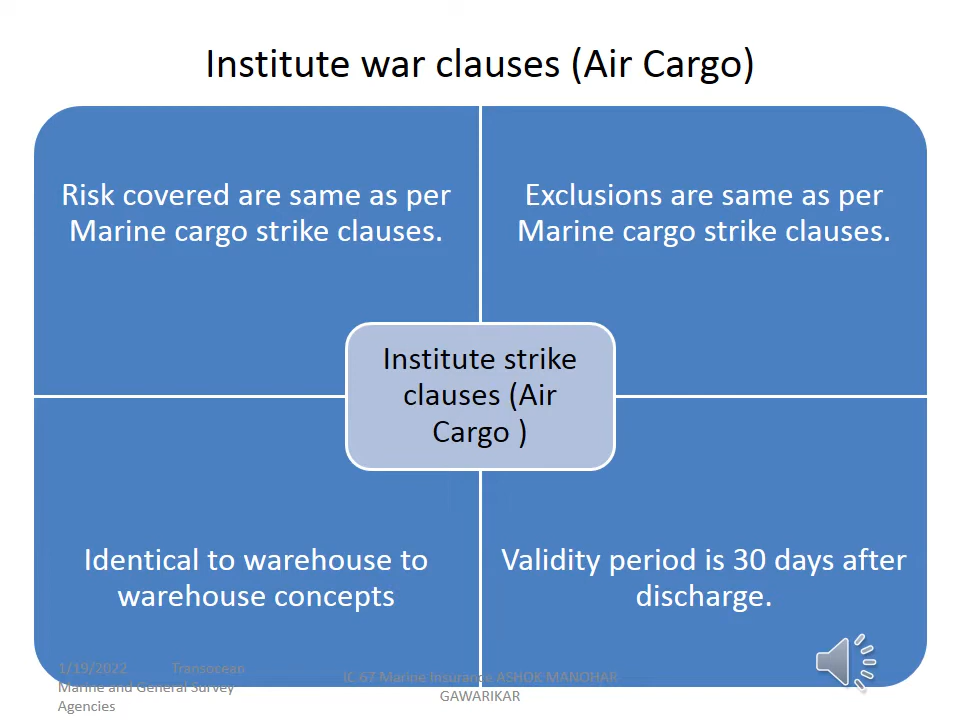 Institute war clauses (Air Cargo)
Risk covered are same as per
Marine cargo strike clauses.
Exclusions are same as per
Marine cargo strike clauses.
Institute strike
clauses (Air
Cargo )
Identical to warehouse to
warehouse concepts
Validity period is 30 days after
discharge.
1/19/2022 Transocean
Marine and General Survey
Agencies
IC 67 Marine Insurance ASHOK MANOHAR
GAWARIKAR